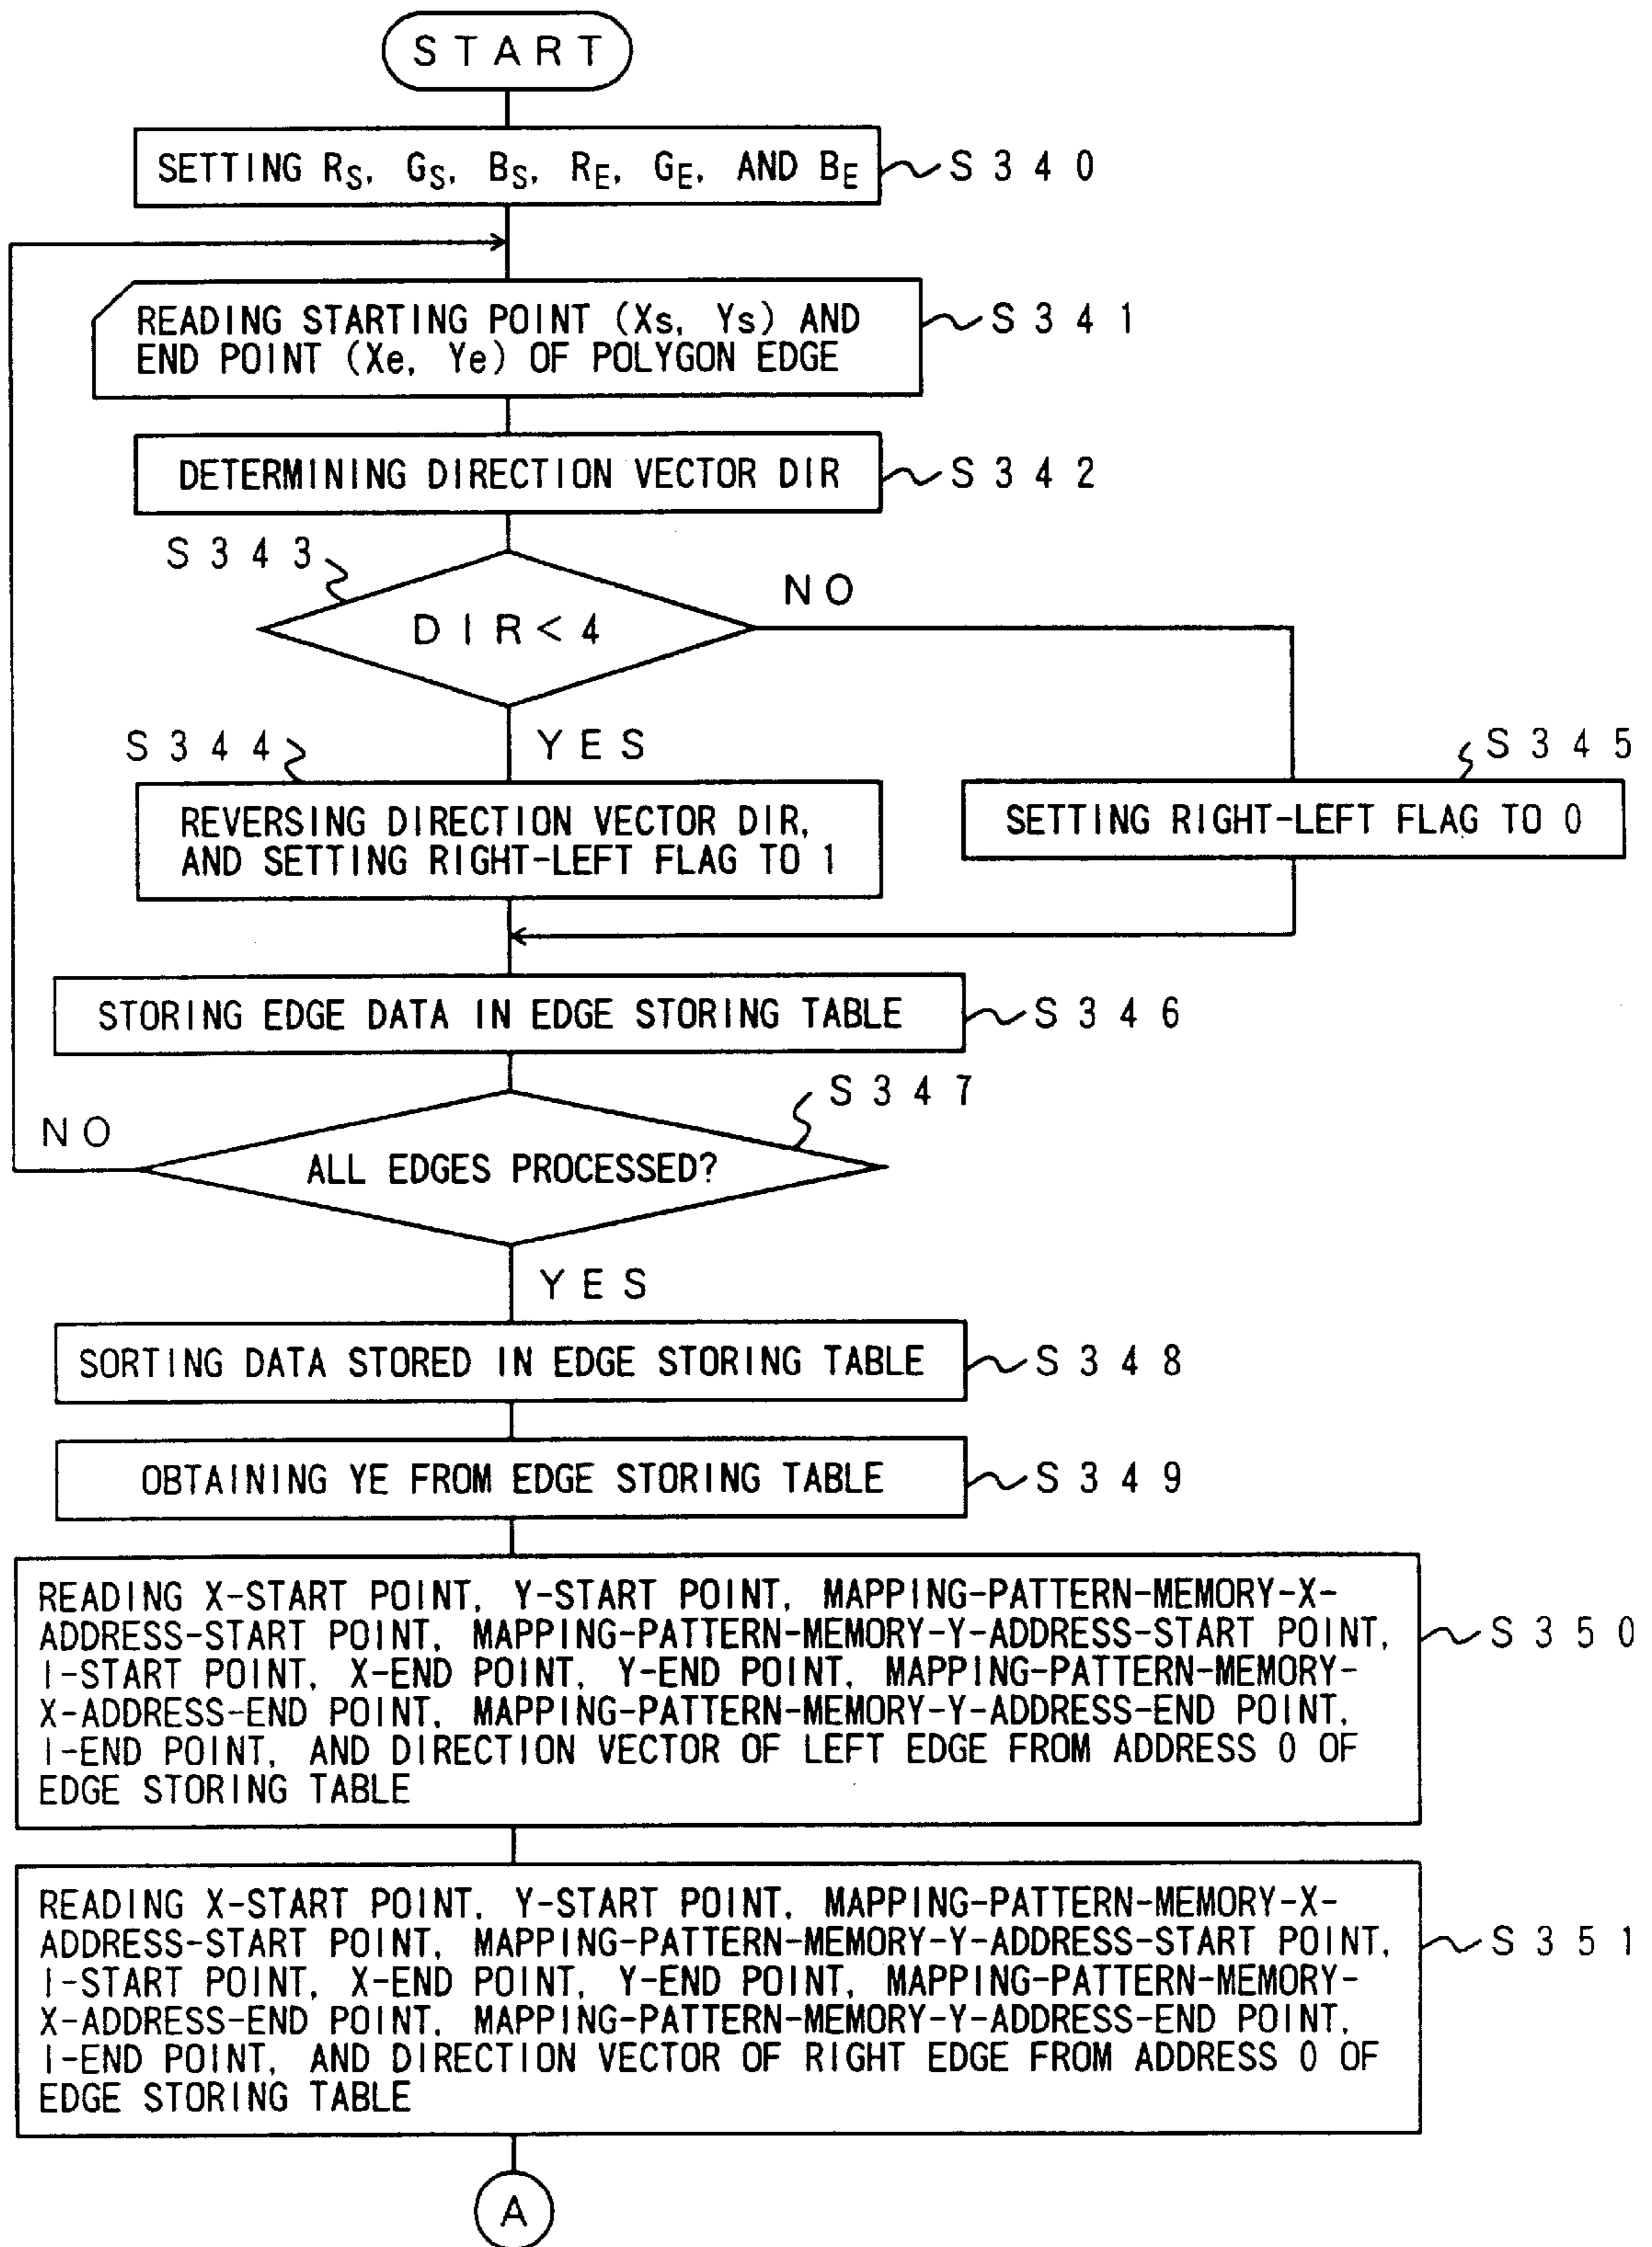 START
SETTING RS, GS, BS, RE, GE, AND BE
S340
READING STARTING POINT (Xs, Ys) AND
END POINT (Xe, Ye) OF POLYGON EDGE
S341
DETERMINING DIRECTION VECTOR DIR
S342
S343
DIR<4
NO
YES
S344
REVERSING DIRECTION VECTOR DIR,
AND SETTING RIGHT-LEFT FLAG TO 1
S345
SETTING RIGHT-LEFT FLAG TO 0
STORING EDGE DATA IN EDGE STORING TABLE
S346
S347
NO
ALL EDGES PROCESSED?
YES
SORTING DATA STORED IN EDGE STORING TABLE
S348
OBTAINING YE FROM EDGE STORING TABLE
S349
READING X-START POINT, Y-START POINT, MAPPING-PATTERN-MEMORY-X-
ADDRESS-START POINT, MAPPING-PATTERN-MEMORY-Y-ADDRESS-START POINT,
I-START POINT, X-END POINT, Y-END POINT, MAPPING-PATTERN-MEMORY-
X-ADDRESS-END POINT, MAPPING-PATTERN-MEMORY-Y-ADDRESS-END POINT,
I-END POINT, AND DIRECTION VECTOR OF LEFT EDGE FROM ADDRESS 0 OF
EDGE STORING TABLE
S350
READING X-START POINT, Y-START POINT, MAPPING-PATTERN-MEMORY-X-
ADDRESS-START POINT, MAPPING-PATTERN-MEMORY-Y-ADDRESS-START POINT,
I-START POINT, X-END POINT, Y-END POINT, MAPPING-PATTERN-MEMORY-
X-ADDRESS-END POINT, MAPPING-PATTERN-MEMORY-Y-ADDRESS-END POINT,
I-END POINT, AND DIRECTION VECTOR OF RIGHT EDGE FROM ADDRESS 0 OF
EDGE STORING TABLE
S351
A